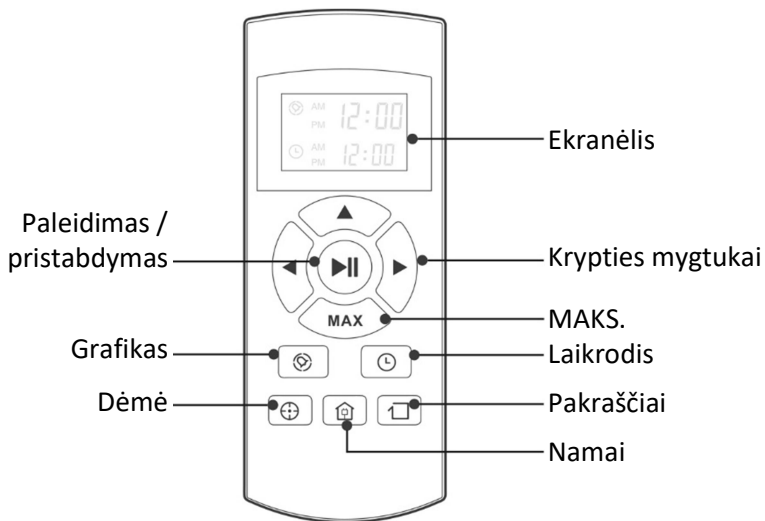 AM 12:00
PM
AM 12:00
PM
Ekranėlis
Paleidimas /
pristabdymas
Krypties mygtukai
MAX
MAKS.
Grafikas
Laikrodis
Dėmė
Pakraščiai
Namai